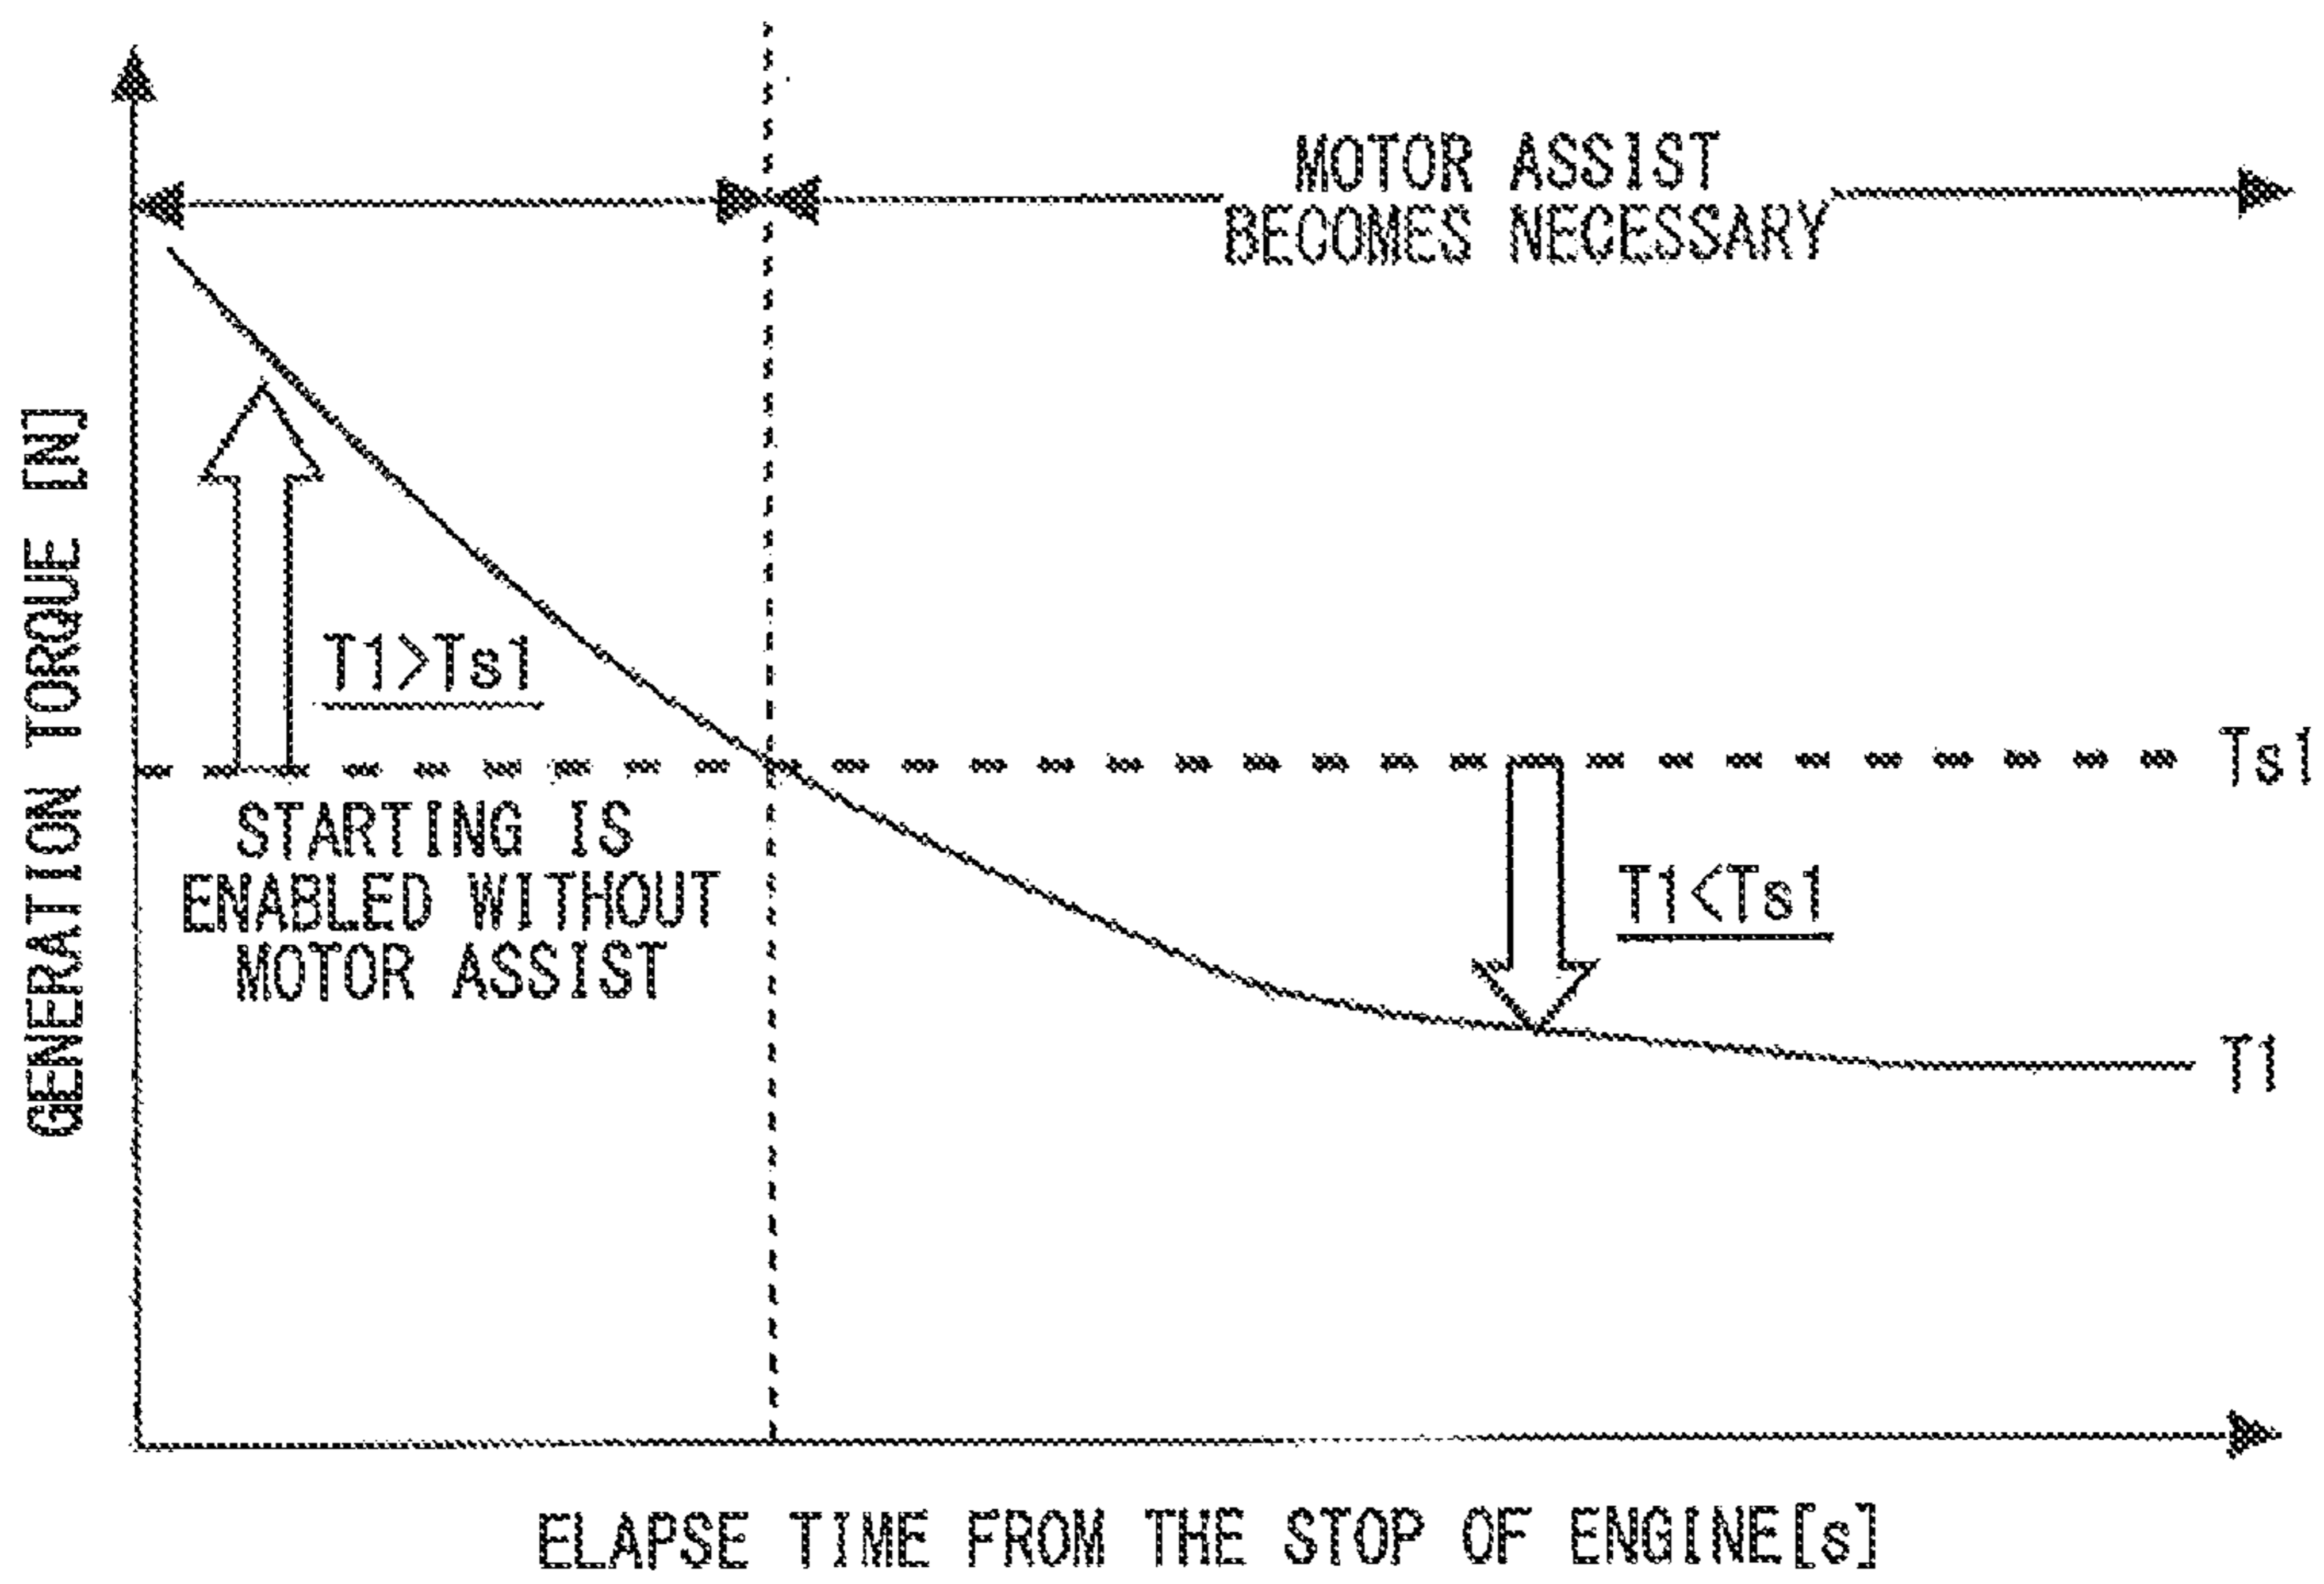 MOTOR ASSIST
BECOMES NECESSARY
GENERATION TORQUE [N]
T1>Ts1
Ts1
STARTING IS
ENABLED WITHOUT
MOTOR ASSIST
T1<Ts1
T1
ELAPSE TIME FROM THE STOP OF ENGINE[s]